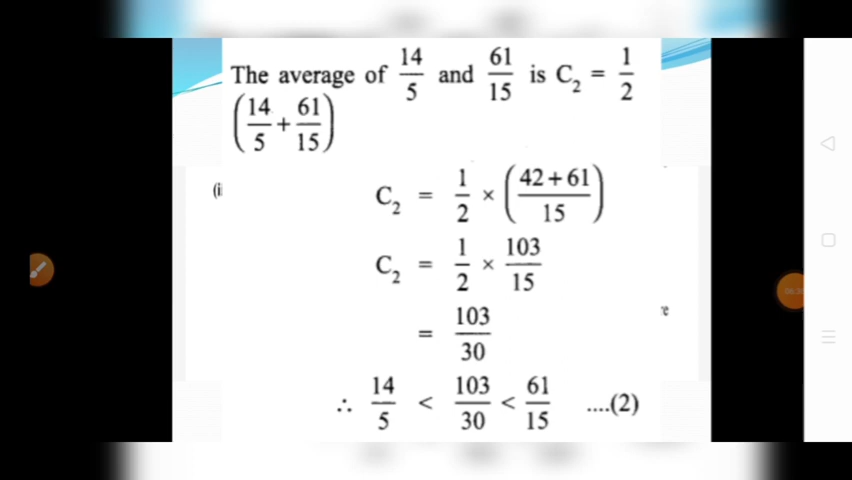 The average of 14/5 and 61/15 is C₂ = 1/2
(14/5 + 61/15)
(i
C₂ = 1/2 × ((42 + 61)/15)
C₂ = 1/2 × 103/15
= 103/30
∴ 14/5 < 103/30 < 61/15 ....(2)